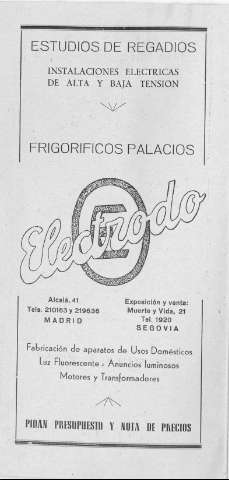 ESTUDIOS DE REGADIOS
INSTALACIONES ELECTRICAS
DE ALTA Y BAJA TENSION
FRIGORIFICOS PALACIOS
Electrodo
Alcalá, 41
Tels. 210163 y 219636
MADRID
Exposición y venta:
Muerte y Vida, 21
Tel. 1920
SEGOVIA
Fabricación de aparatos de Usos Domésticos
Luz Fluorescente - Anuncios luminosos
Motores y Transformadores
PIDAN PRESUPUESTO Y NOTA DE PRECIOS